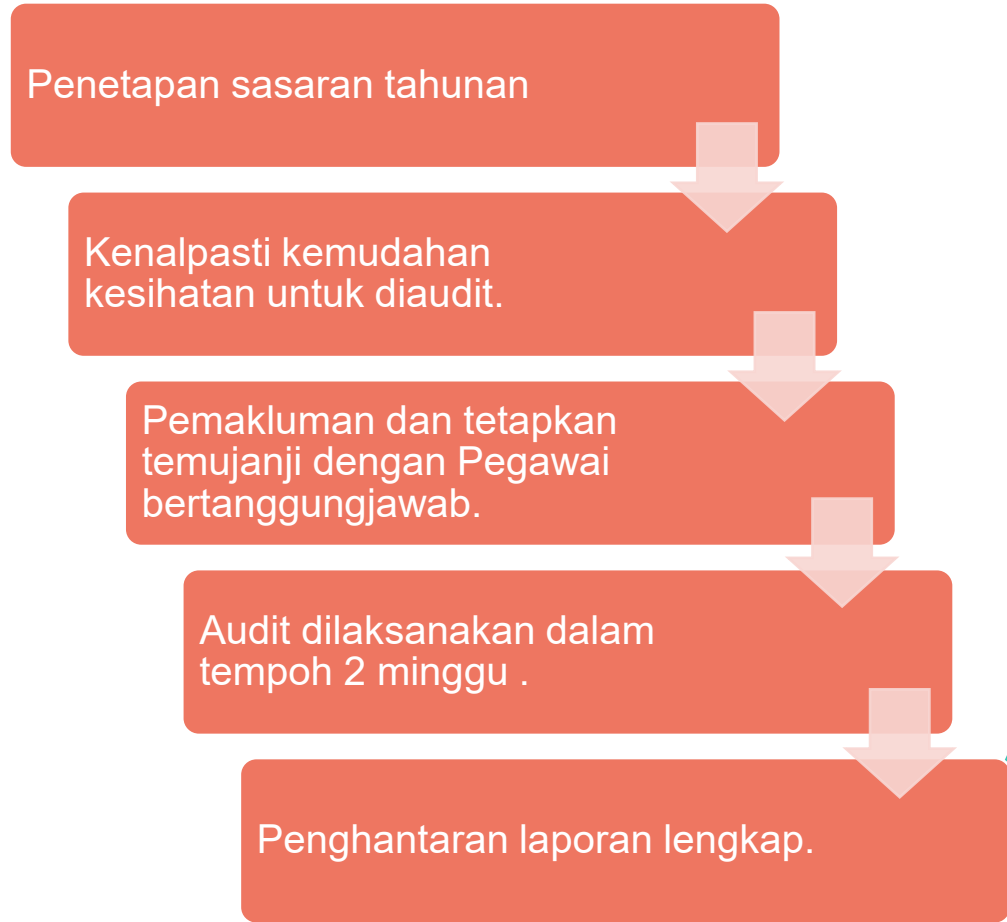 Penetapan sasaran tahunan
Kenalpasti kemudahan
kesihatan untuk diaudit.
Pemakluman dan tetapkan
temujanji dengan Pegawai
bertanggungjawab.
Audit dilaksanakan dalam
tempoh 2 minggu .
Penghantaran laporan lengkap.